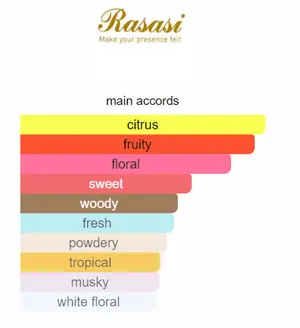 Rasasi
Make your presence felt
main accords
citrus
fruity
floral
sweet
woody
fresh
powdery
tropical
musky
white floral